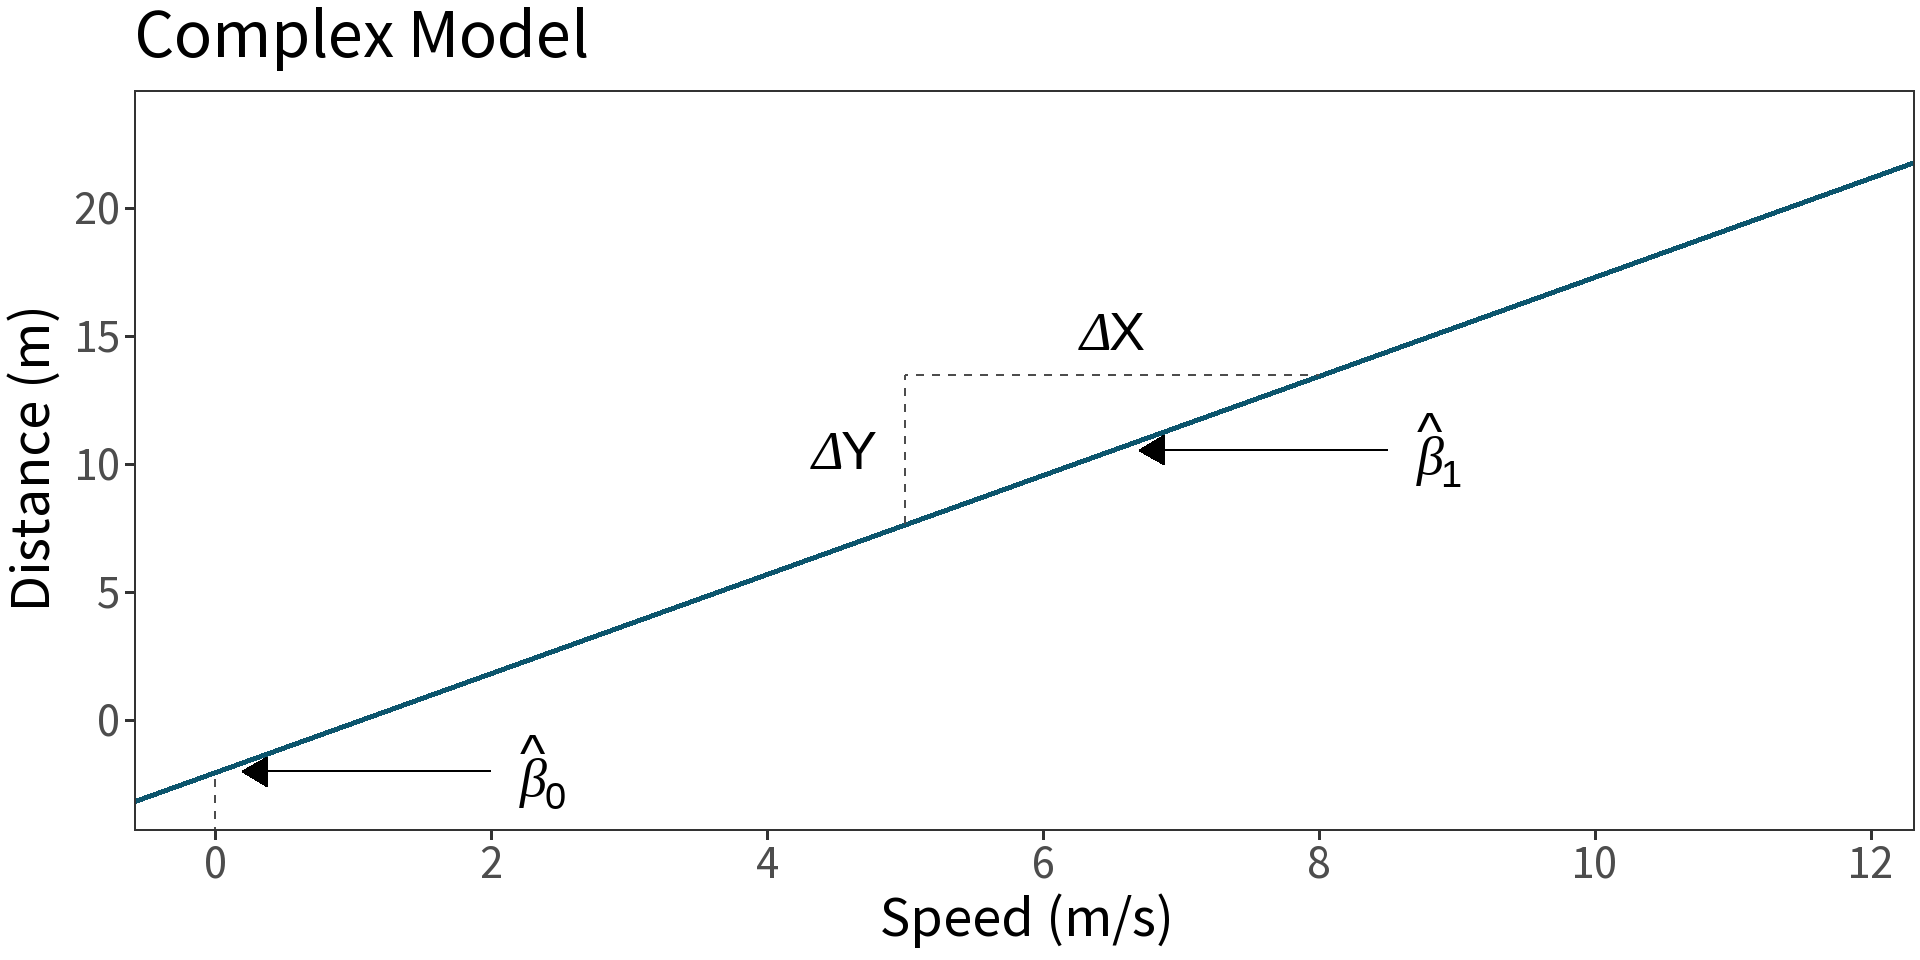 Complex Model
20
15
10
5
0
Distance (m)
ΔX
ΔY
β̂₁
β̂₀
0 2 4 6 8 10 12
Speed (m/s)